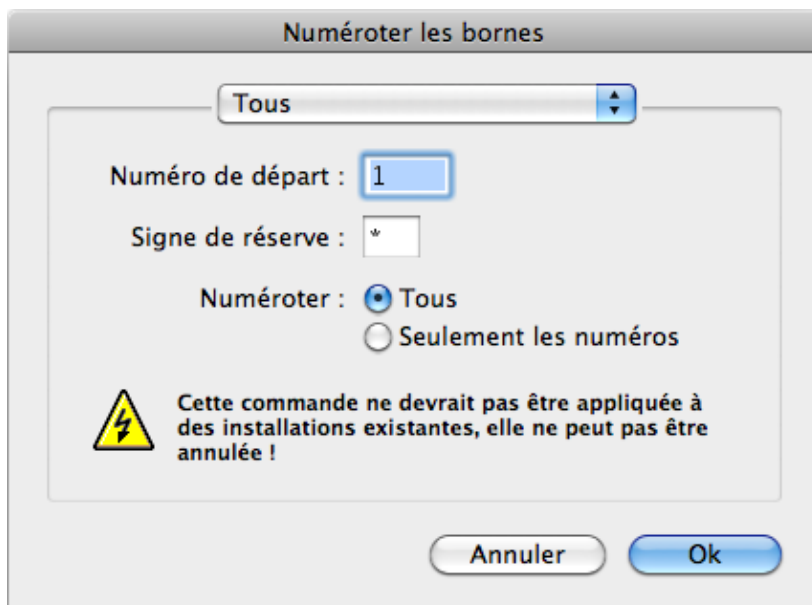 Numéroter les bornes
Tous
Numéro de départ : 1
Signe de réserve : *
Numéroter : Tous
Seulement les numéros
Cette commande ne devrait pas être appliquée à
des installations existantes, elle ne peut pas être
annulée !
Annuler Ok